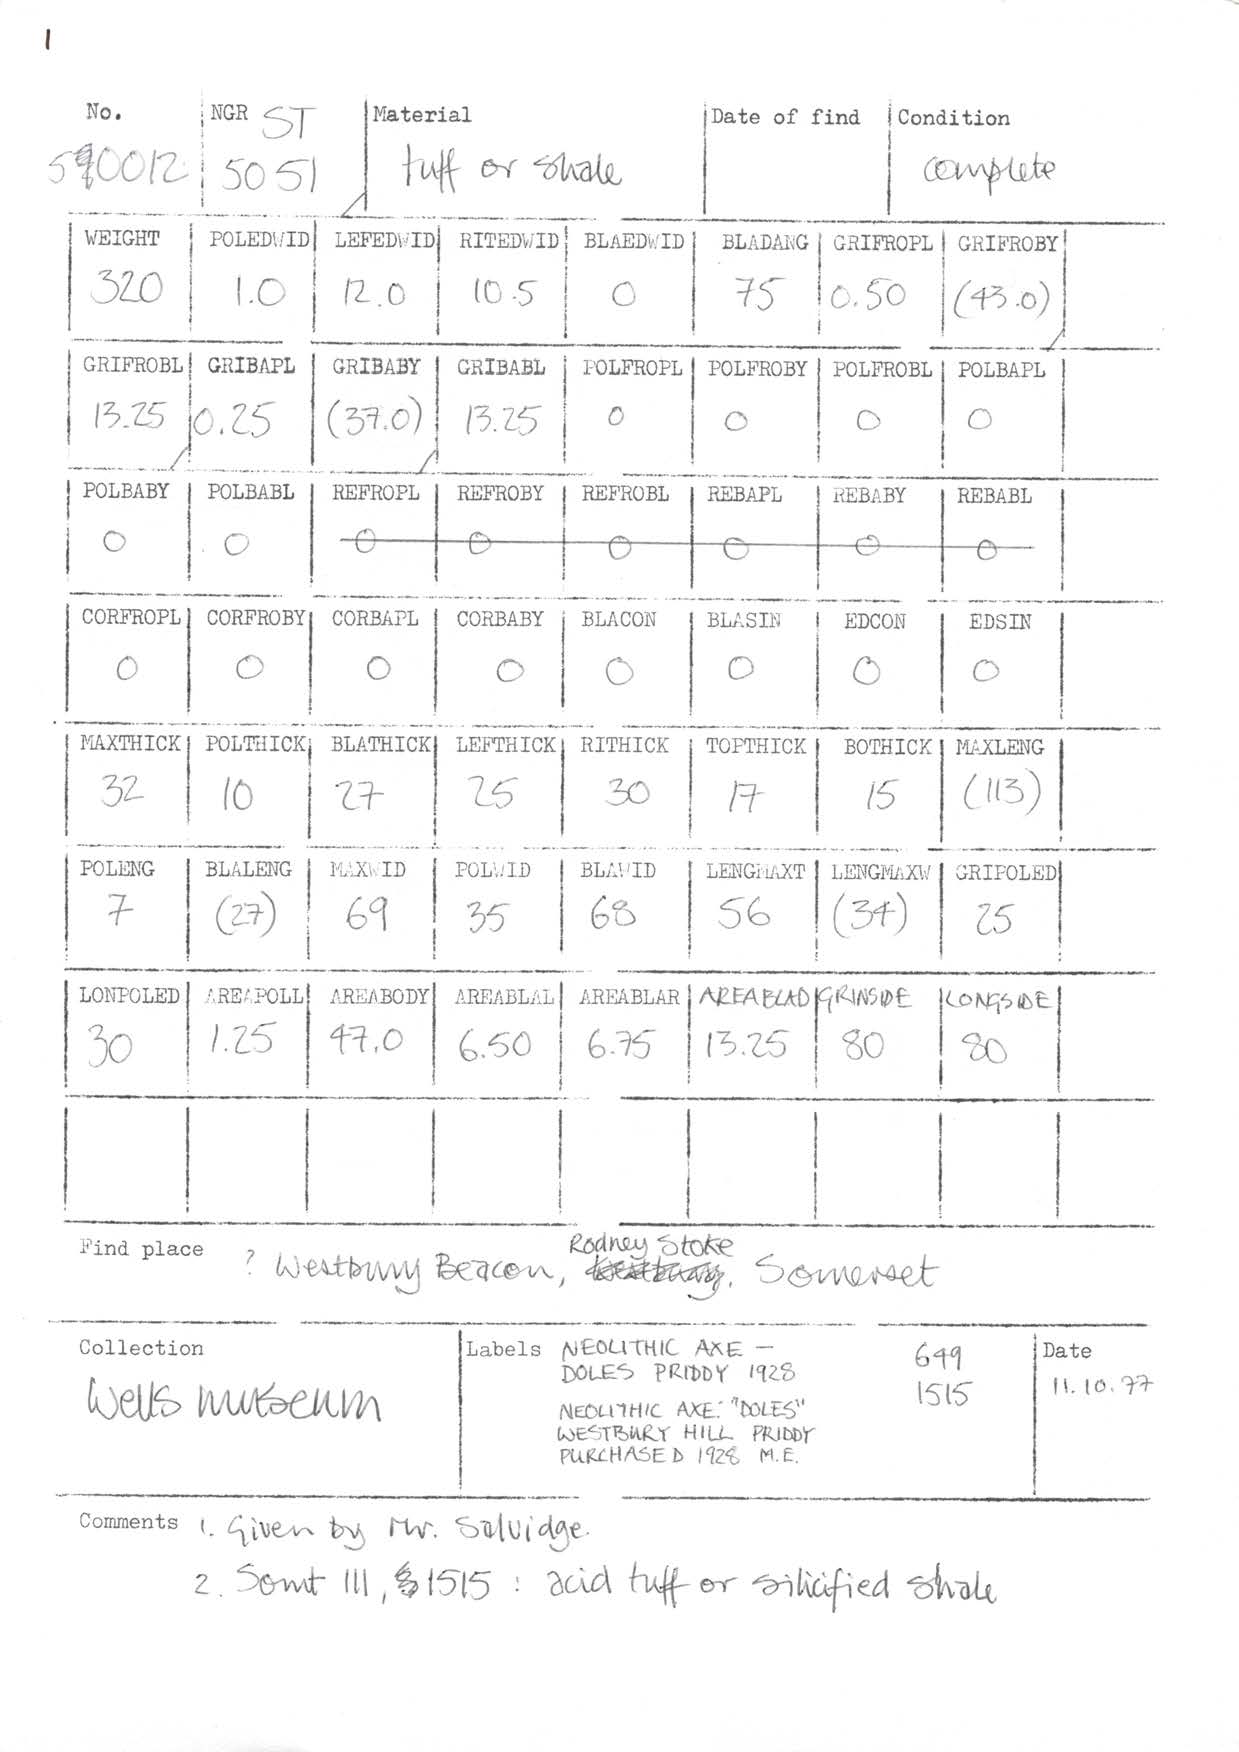 1
No. NGR ST Material Date of find Condition
590012 5051 tuff or shale complete
WEIGHT POLEDWID LEFEDWID RITEDWID BLAEDWID BLADANG GRIFROPL GRIFROBY
320 1.0 12.0 10.5 0 75 0.50 (43.0)
GRIFROBL GRIBAPL GRIBABY GRIBABL POLFROPL POLFROBY POLFROBL POLBAPL
13.25 0.25 (37.0) 13.25 0 0 0 0
POLBABY POLBABL REFROPL REFROBY REFROBL REBAPL REBABY REBABL
0 0 0 0 0 0 0 0
CORFROPL CORFROBY CORBAPL CORBABY BLACON BLASIN EDCON EDSIN
0 0 0 0 0 0 0 0
MAXTHICK POLTHICK BLATHICK LEFTHICK RITHICK TOPTHICK BOTHICK MAXLENG
32 10 27 25 30 17 15 (113)
POLENG BLALENG MAXWID POLWID BLAWID LENGMAXT LENGMAXW GRIPOLED
7 (27) 69 35 68 56 (34) 25
LONPOLED AREAPOLL AREABODY AREABLAL AREABLAR AREABLAD GRINSIDE LONGSIDE
30 1.25 47.0 6.50 6.75 13.25 80 80
Find place ? Westbury Beacon, Rodney Stoke, Somerset
Collection Labels NEOLITHIC AXE — 649 Date
DOLES PRIDDY 1928 1515 11.10.77
Wells museum NEOLITHIC AXE: "DOLES"
WESTBURY HILL PRIDDY
PURCHASED 1928 M.E.
Comments 1. Given by Mr. Salvidge.
2. Somt III, 1515 : acid tuff or silicified shale